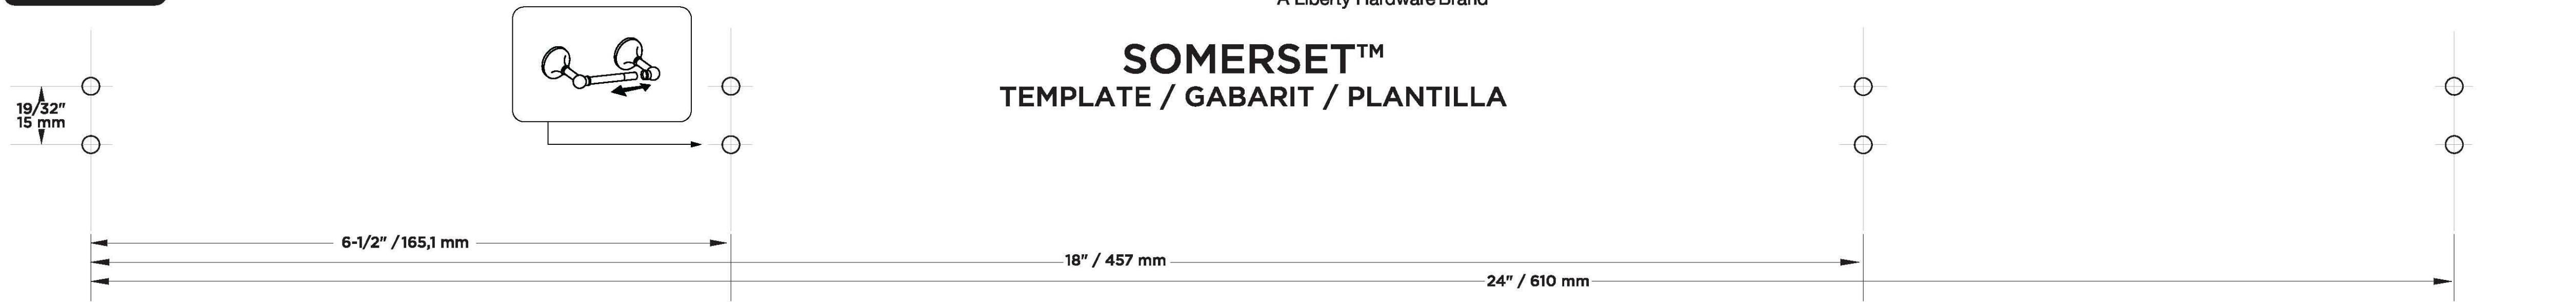 A Liberty Hardware Brand
SOMERSET™
TEMPLATE / GABARIT / PLANTILLA
19/32"
15 mm
6-1/2" / 165,1 mm
18" / 457 mm
24" / 610 mm